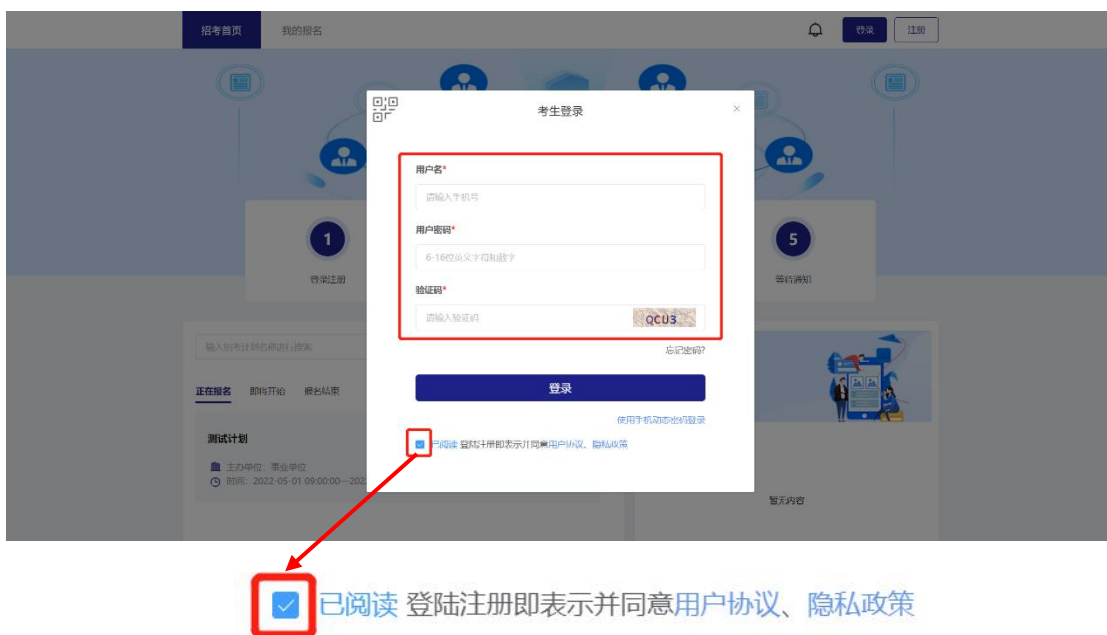 招考首页 我的报名 登录 注册
考生登录
用户名*
请输入手机号
用户密码*
6-16位英文字母和数字
验证码*
请输入验证码 QCU3
忘记密码?
登录
使用手机动态密码登录
已阅读 登陆注册即表示并同意用户协议、隐私政策
1
登录注册
5
等待通知
输入招考计划名称进行搜索
正在报名 即将开始 报名结束
测试计划
主办单位: 事业单位
时间: 2022-05-01 09:00:00—202
暂无内容
已阅读 登陆注册即表示并同意用户协议、隐私政策